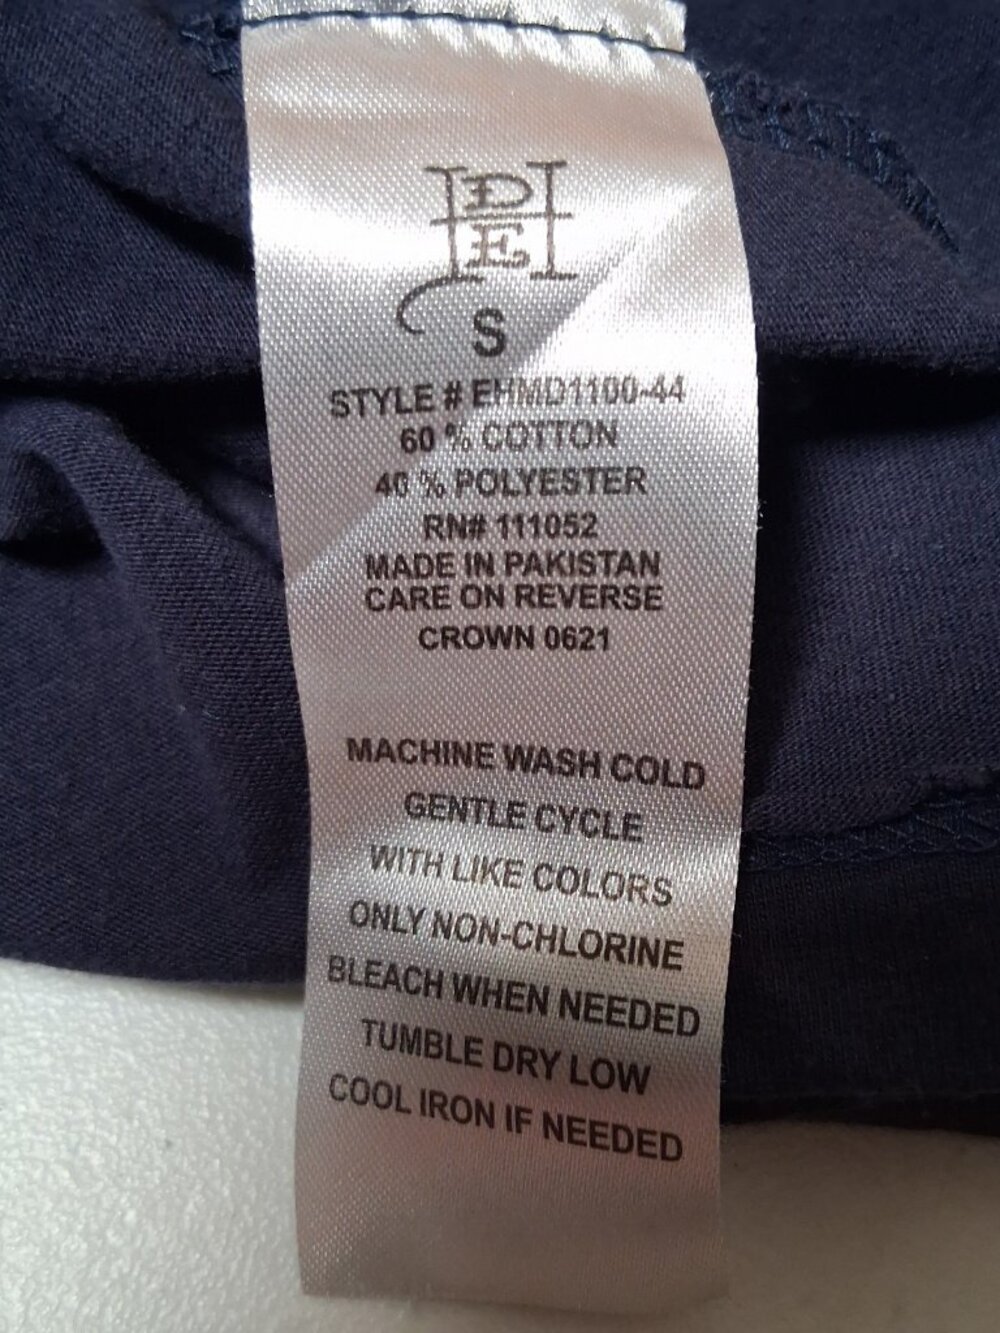 DEH
S
STYLE # EHMD1100-44
60 % COTTON
40 % POLYESTER
RN# 111052
MADE IN PAKISTAN
CARE ON REVERSE
CROWN 0621
MACHINE WASH COLD
GENTLE CYCLE
WITH LIKE COLORS
ONLY NON-CHLORINE
BLEACH WHEN NEEDED
TUMBLE DRY LOW
COOL IRON IF NEEDED